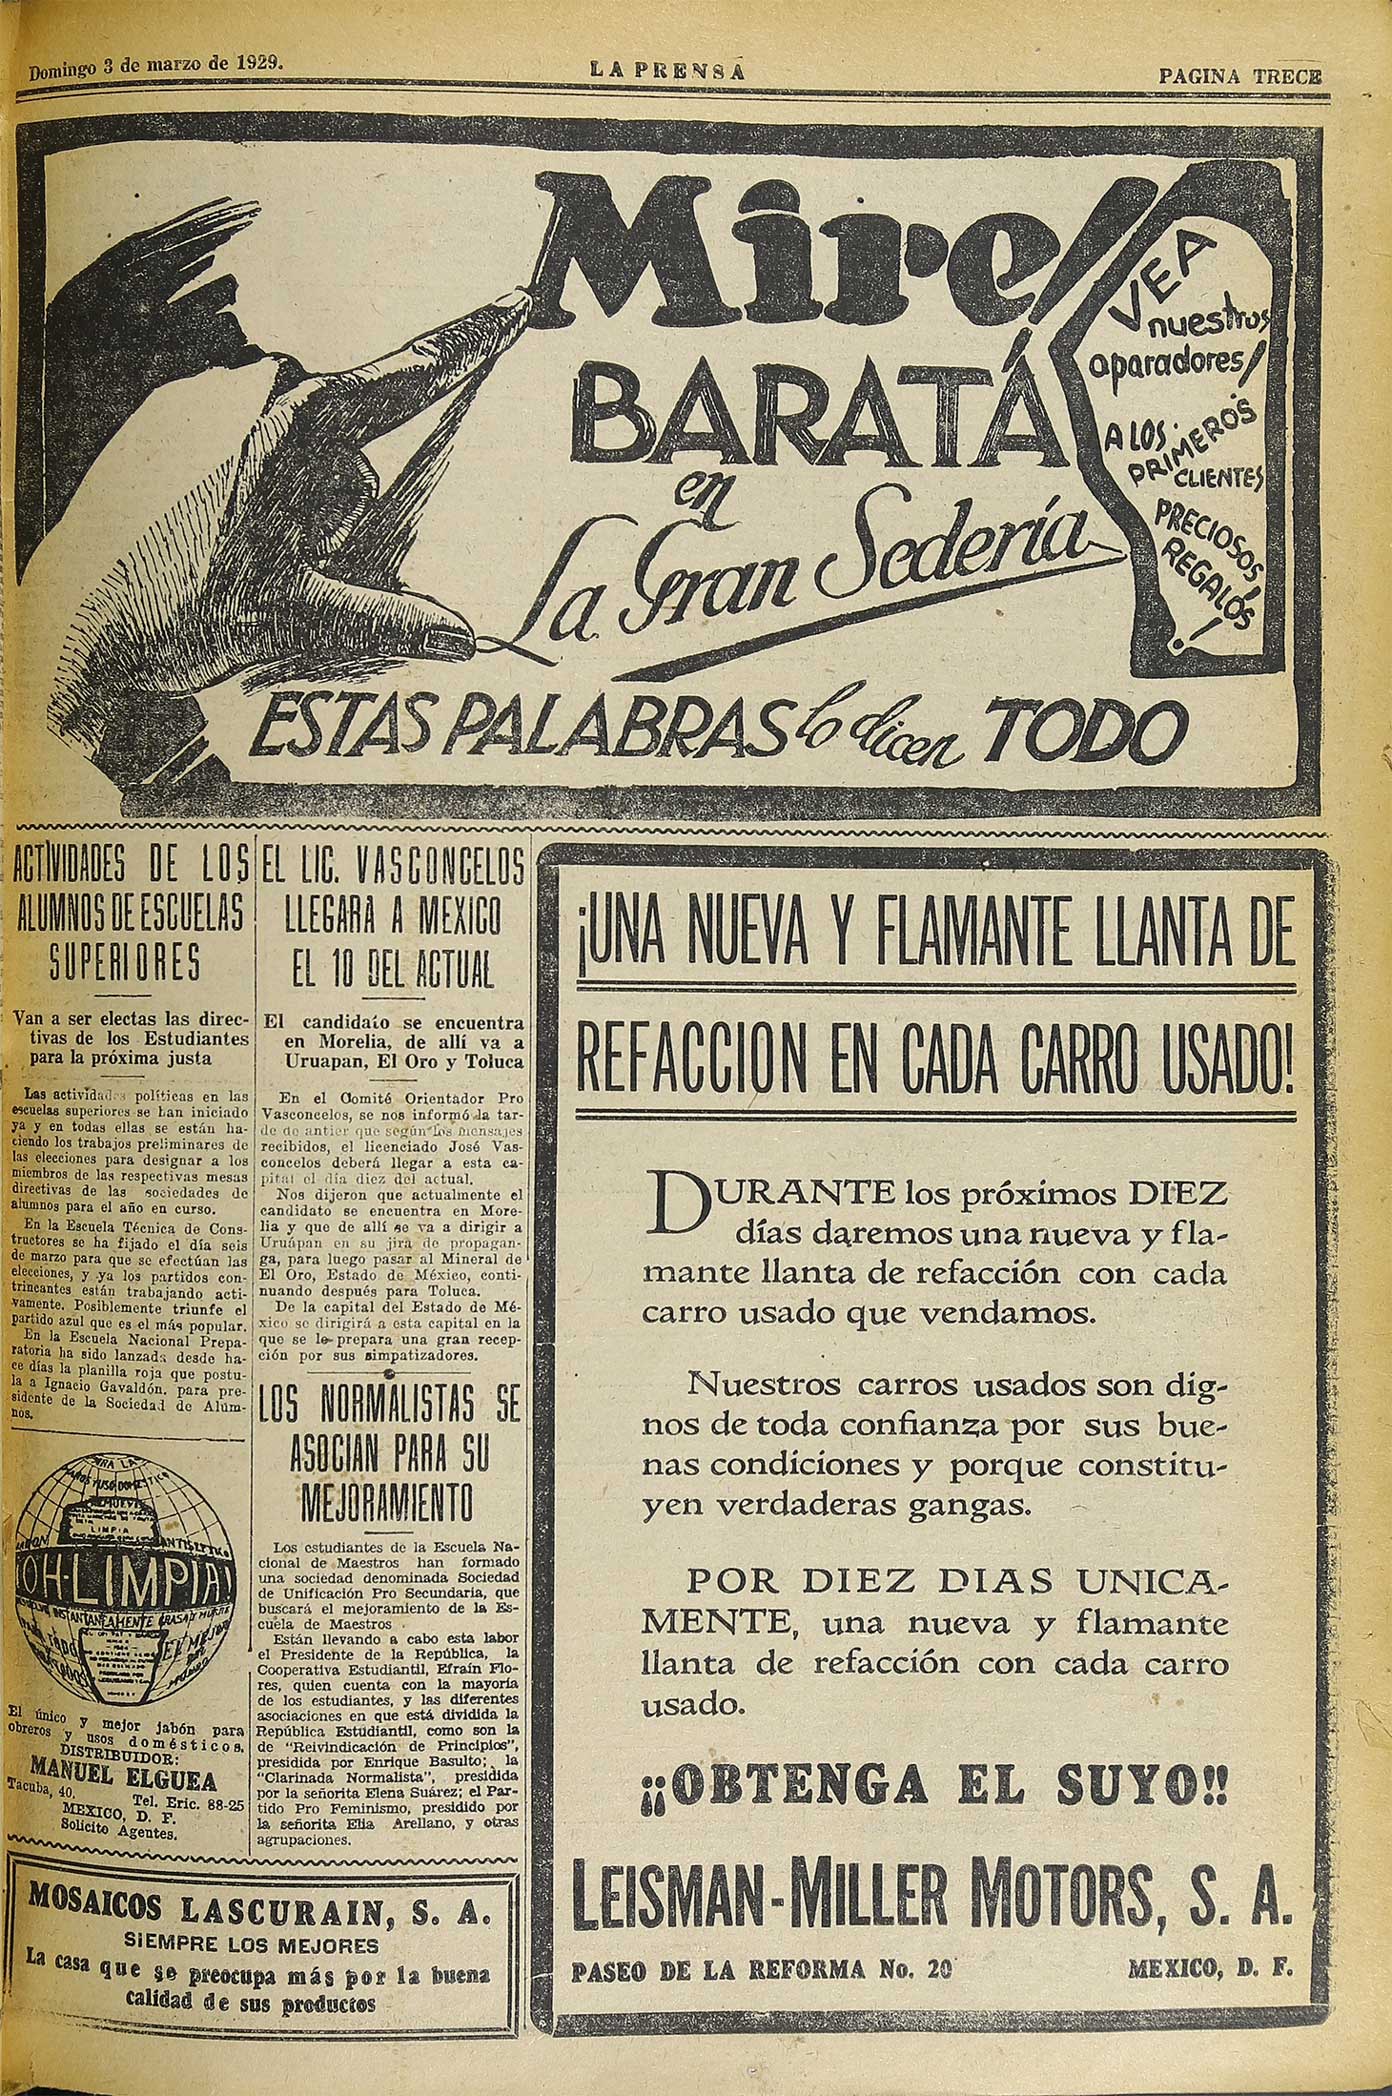 Domingo 3 de marzo de 1929.
LA PRENSA
PAGINA TRECE
Mire!
BARATÁ
en
La Gran Sedería
VEA
nuestros
aparadores!
A LOS
PRIMEROS
CLIENTES
PRECIOSOS
REGALOS!
ESTAS PALABRAS lo dicen TODO
ACTIVIDADES DE LOS
ALUMNOS DE ESCUELAS
SUPERIORES
Van a ser electas las direc-
tivas de los Estudiantes
para la próxima justa
Las actividades políticas en las
escuelas superiores se han iniciado
ya y en todas ellas se están ha-
ciendo los trabajos preliminares de
las elecciones para designar a los
miembros de las respectivas mesas
directivas de las sociedades de
alumnos para el año en curso.
En la Escuela Técnica de Cons-
tructores se ha fijado el día seis
de marzo para que se efectúan las
elecciones, y ya los partidos con-
trincantes están trabajando acti-
vamente. Posiblemente triunfe el
partido azul que es el más popular.
En la Escuela Nacional Prepa-
ratoria ha sido lanzada desde ha-
ce días la planilla roja que postu-
la a Ignacio Gavaldón, para pre-
sidente de la Sociedad de Alum-
nos.
USO DOMESTICO
REMUEVE
LIMPIA
JABON ANTISEPTICO
¡OH-LIMPIA!
INSTANTANEAMENTE GRASA Y MUGRE
PARA TODO
Y TODOS
EL MEJOR
El único y mejor jabón para
obreros y usos domésticos.
DISTRIBUIDOR:
MANUEL ELGUEA
Tacuba, 40. Tel. Eric. 88-25
MEXICO, D. F.
Solicito Agentes.
EL LIC. VASCONCELOS
LLEGARA A MEXICO
EL 10 DEL ACTUAL
El candidato se encuentra
en Morelia, de allí va a
Uruapan, El Oro y Toluca
En el Comité Orientador Pro
Vasconcelos, se nos informó la tar-
de de antier que según los mensajes
recibidos, el licenciado José Vas-
concelos deberá llegar a esta ca-
pital el día diez del actual.
Nos dijeron que actualmente el
candidato se encuentra en More-
lia y que de allí se va a dirigir a
Uruápan en su jira de propagan-
ga, para luego pasar al Mineral de
El Oro, Estado de México, conti-
nuando después para Toluca.
De la capital del Estado de Mé-
xico se dirigirá a esta capital en la
que se le prepara una gran recep-
ción por sus simpatizadores.
LOS NORMALISTAS SE
ASOCIAN PARA SU
MEJORAMIENTO
Los estudiantes de la Escuela Na-
cional de Maestros han formado
una sociedad denominada Sociedad
de Unificación Pro Secundaria, que
buscará el mejoramiento de la Es-
cuela de Maestros.
Están llevando a cabo esta labor
el Presidente de la República, la
Cooperativa Estudiantil, Efraín Flo-
res, quien cuenta con la mayoría
de los estudiantes, y las diferentes
asociaciones en que está dividida la
República Estudiantil, como son la
de "Reivindicación de Principios",
presidida por Enrique Basulto; la
"Clarinada Normalista", presidida
por la señorita Elena Suárez; el Par-
tido Pro Feminismo, presidido por
la señorita Elia Arellano, y otras
agrupaciones.
MOSAICOS LASCURAIN, S. A.
SIEMPRE LOS MEJORES
La casa que se preocupa más por la buena
calidad de sus productos
¡UNA NUEVA Y FLAMANTE LLANTA DE
REFACCION EN CADA CARRO USADO!
DURANTE los próximos DIEZ
días daremos una nueva y fla-
mante llanta de refacción con cada
carro usado que vendamos.
Nuestros carros usados son dig-
nos de toda confianza por sus bue-
nas condiciones y porque constitu-
yen verdaderas gangas.
POR DIEZ DIAS UNICA-
MENTE, una nueva y flamante
llanta de refacción con cada carro
usado.
¡¡OBTENGA EL SUYO!!
LEISMAN-MILLER MOTORS, S. A.
PASEO DE LA REFORMA No. 20
MEXICO, D. F.